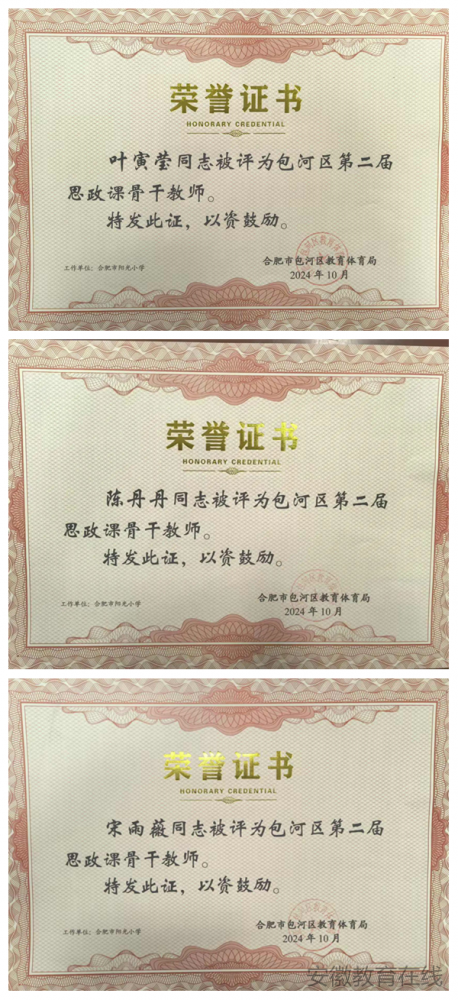 荣誉证书
HONORARY CREDENTIAL
叶寅莹同志被评为包河区第二届
思政课骨干教师。
特发此证，以资鼓励。
合肥市包河区教育体育局
工作单位：合肥市阳光小学
2024年10月
荣誉证书
HONORARY CREDENTIAL
陈丹丹同志被评为包河区第二届
思政课骨干教师。
特发此证，以资鼓励。
合肥市包河区教育体育局
工作单位：合肥市阳光小学
2024年10月
荣誉证书
HONORARY CREDENTIAL
宋雨薇同志被评为包河区第二届
思政课骨干教师。
特发此证，以资鼓励。
合肥市包河区教育体育局
工作单位：合肥市阳光小学
2024年10月
安徽教育在线